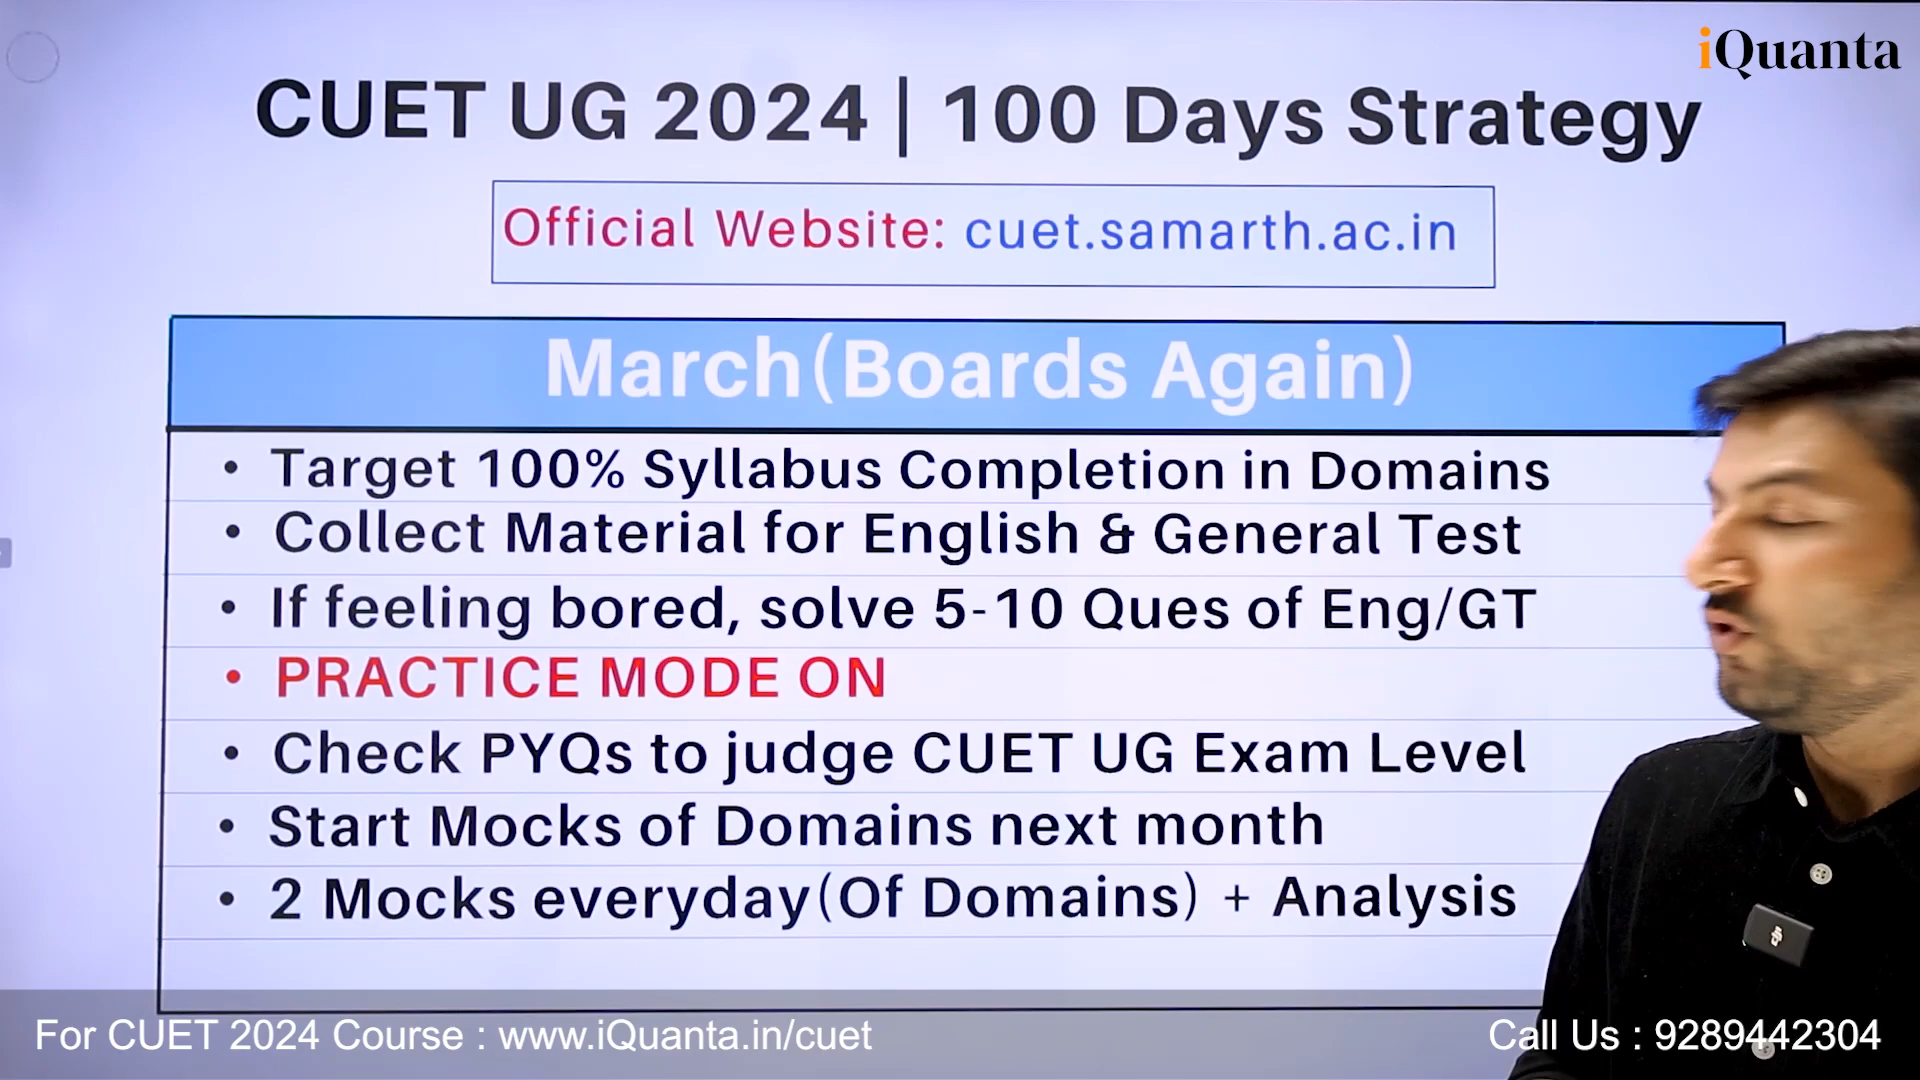 iQuanta
CUET UG 2024 | 100 Days Strategy
Official Website: cuet.samarth.ac.in
March(Boards Again)
• Target 100% Syllabus Completion in Domains
• Collect Material for English & General Test
• If feeling bored, solve 5-10 Ques of Eng/GT
• PRACTICE MODE ON
• Check PYQs to judge CUET UG Exam Level
• Start Mocks of Domains next month
• 2 Mocks everyday(Of Domains) + Analysis
For CUET 2024 Course : www.iQuanta.in/cuet
Call Us : 9289442304